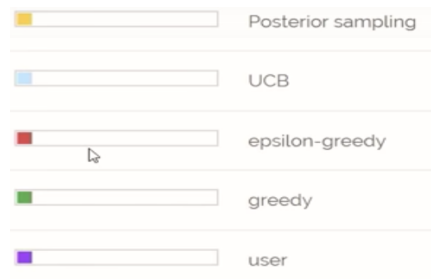 Posterior sampling
UCB
epsilon-greedy
greedy
user